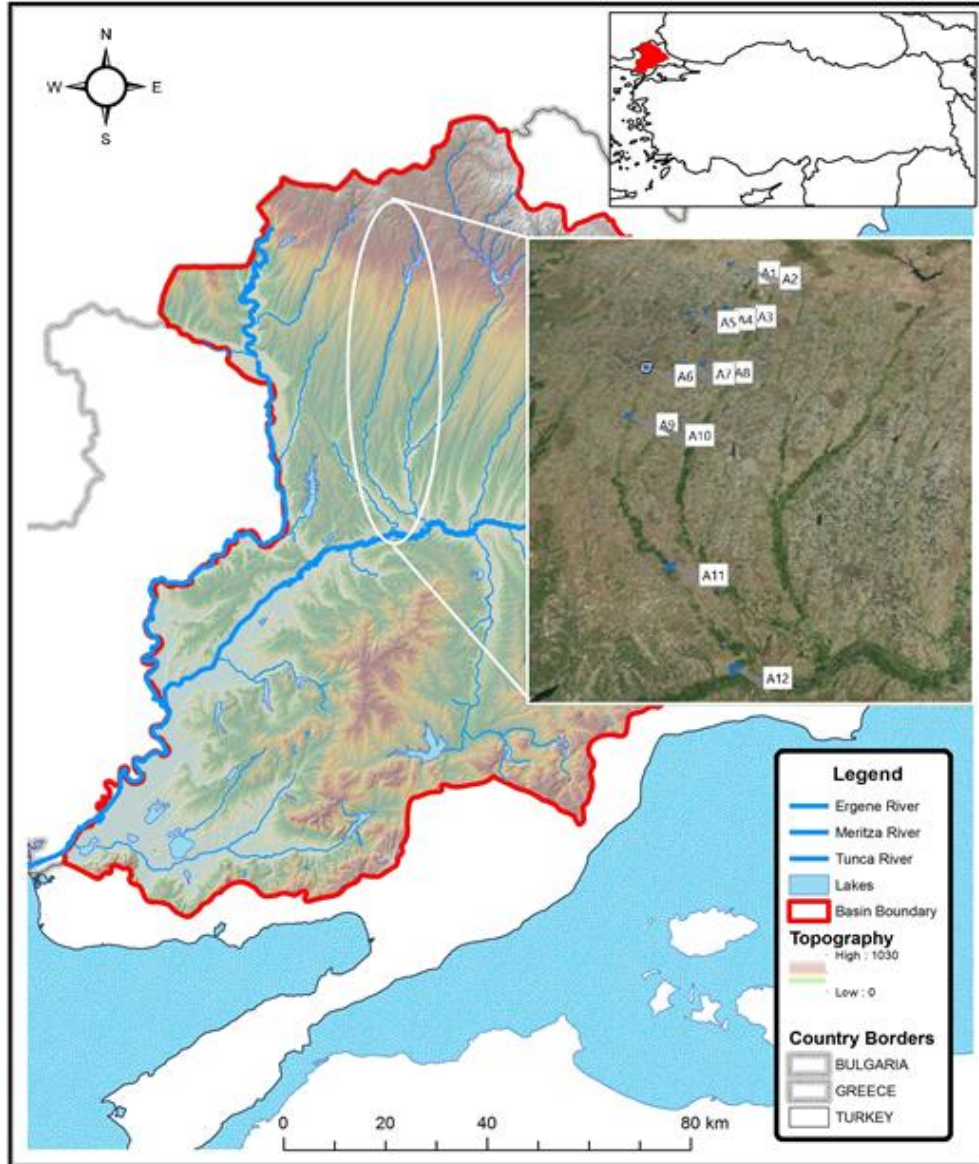 N
W E
S
A1 A2
A5 A4 A3
A6 A7 A8
A9 A10
A11
A12
Legend
Ergene River
Meritza River
Tunca River
Lakes
Basin Boundary
Topography
High : 1030
Low : 0
Country Borders
BULGARIA
GREECE
TURKEY
0 20 40 80 km